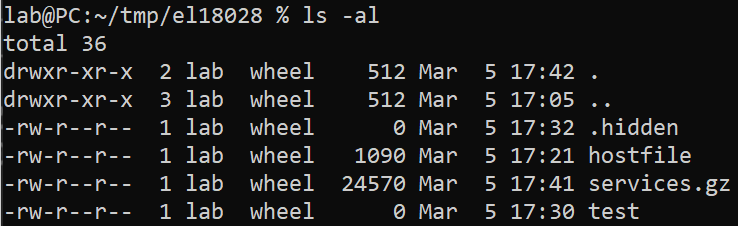 lab@PC:~/tmp/el18028 % ls -al
total 36
drwxr-xr-x  2 lab  wheel    512 Mar  5 17:42 .
drwxr-xr-x  3 lab  wheel    512 Mar  5 17:05 ..
-rw-r--r--  1 lab  wheel      0 Mar  5 17:32 .hidden
-rw-r--r--  1 lab  wheel   1090 Mar  5 17:21 hostfile
-rw-r--r--  1 lab  wheel  24570 Mar  5 17:41 services.gz
-rw-r--r--  1 lab  wheel      0 Mar  5 17:30 test